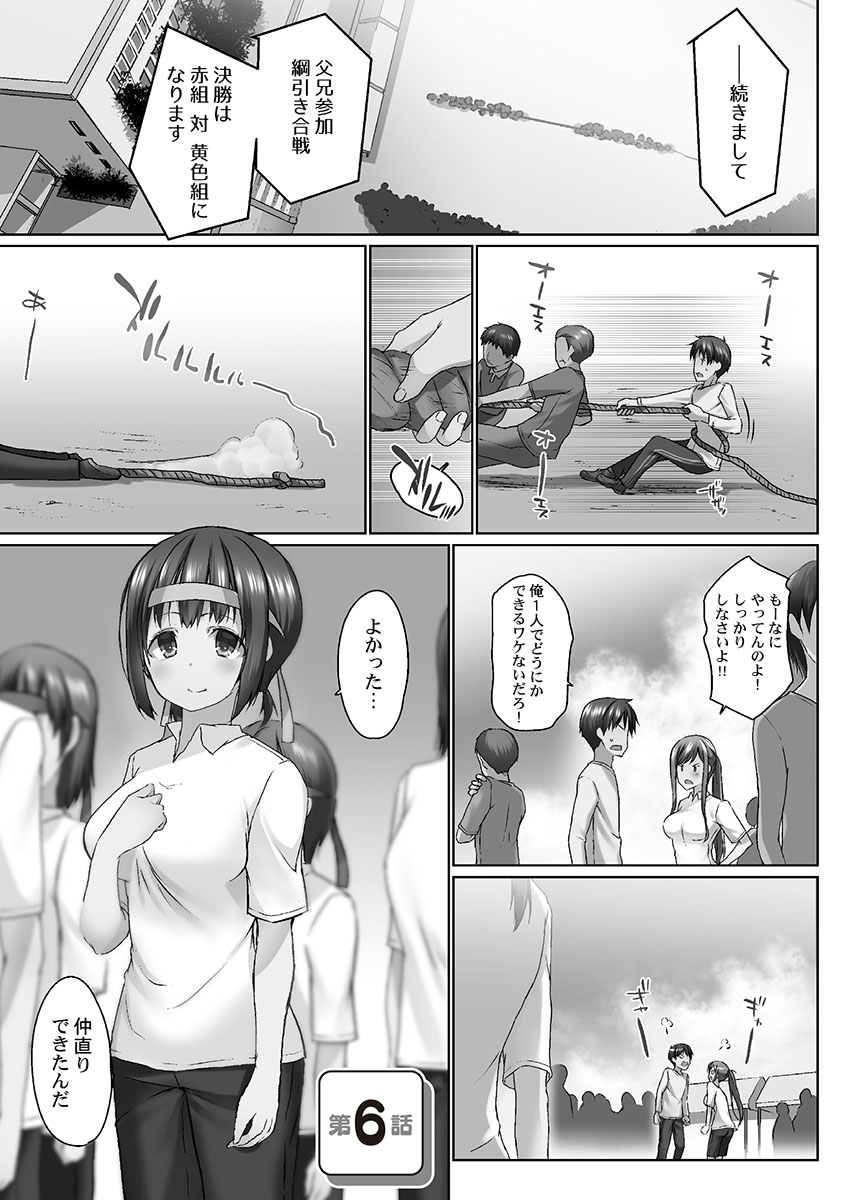 ――続きまして
父兄参加
綱引き合戦
決勝は
赤組 対 黄色組に
なります
オーエス
オーエス
ザザッ
オーエス
ズルッ
ズルルルル
あーー
もーなに
やってんのよ！
しっかり
しなさいよ!!
俺１人でどうにか
できるワケないだろ！
ギャー
ギャー
よかった…
仲直り
できたんだ
第6話